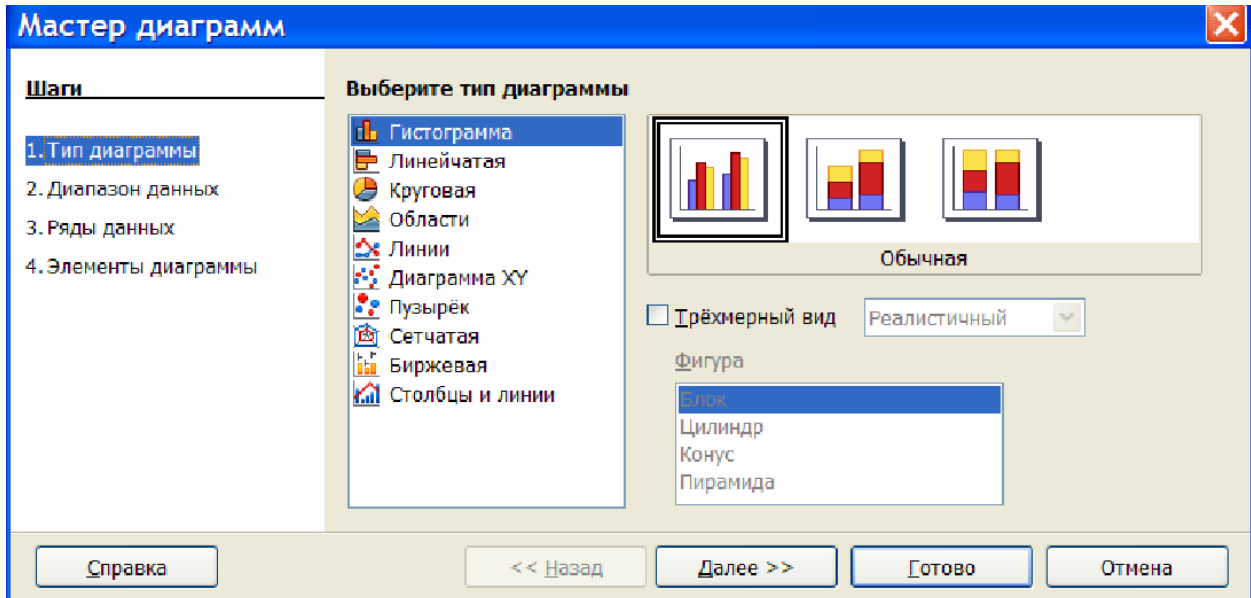 Мастер диаграмм
Шаги
1. Тип диаграммы
2. Диапазон данных
3. Ряды данных
4. Элементы диаграммы
Выберите тип диаграммы
Гистограмма
Линейчатая
Круговая
Области
Линии
Диаграмма XY
Пузырёк
Сетчатая
Биржевая
Столбцы и линии
Обычная
Трёхмерный вид
Реалистичный
Фигура
Блок
Цилиндр
Конус
Пирамида
Справка
<< Назад
Далее >>
Готово
Отмена